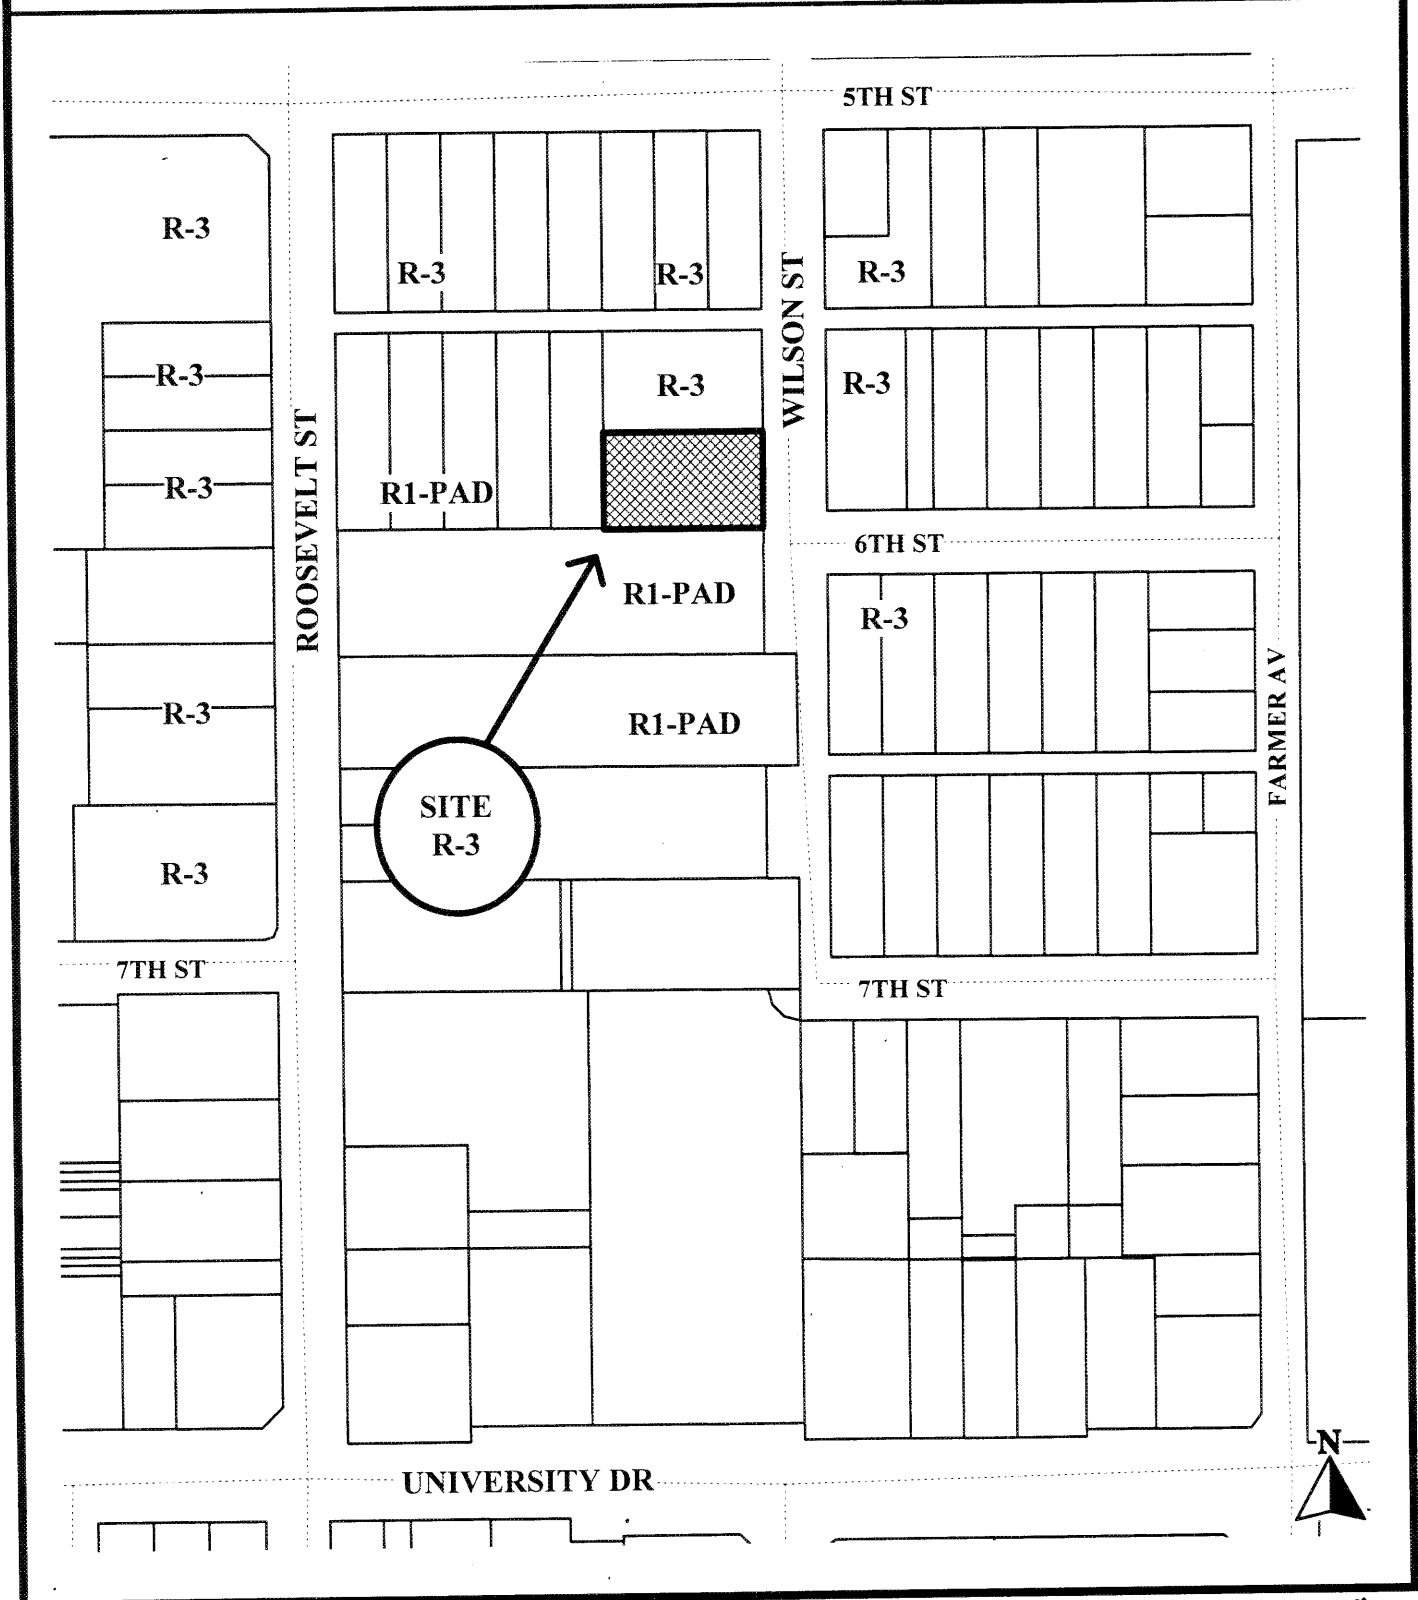 5TH ST
R-3
R-3
R-3
R-3
WILSON ST
R-3
R-3
R-3
ROOSEVELT ST
R-3
R1-PAD
6TH ST
R1-PAD
R-3
FARMER AV
R-3
R1-PAD
SITE
R-3
R-3
7TH ST
7TH ST
N
UNIVERSITY DR